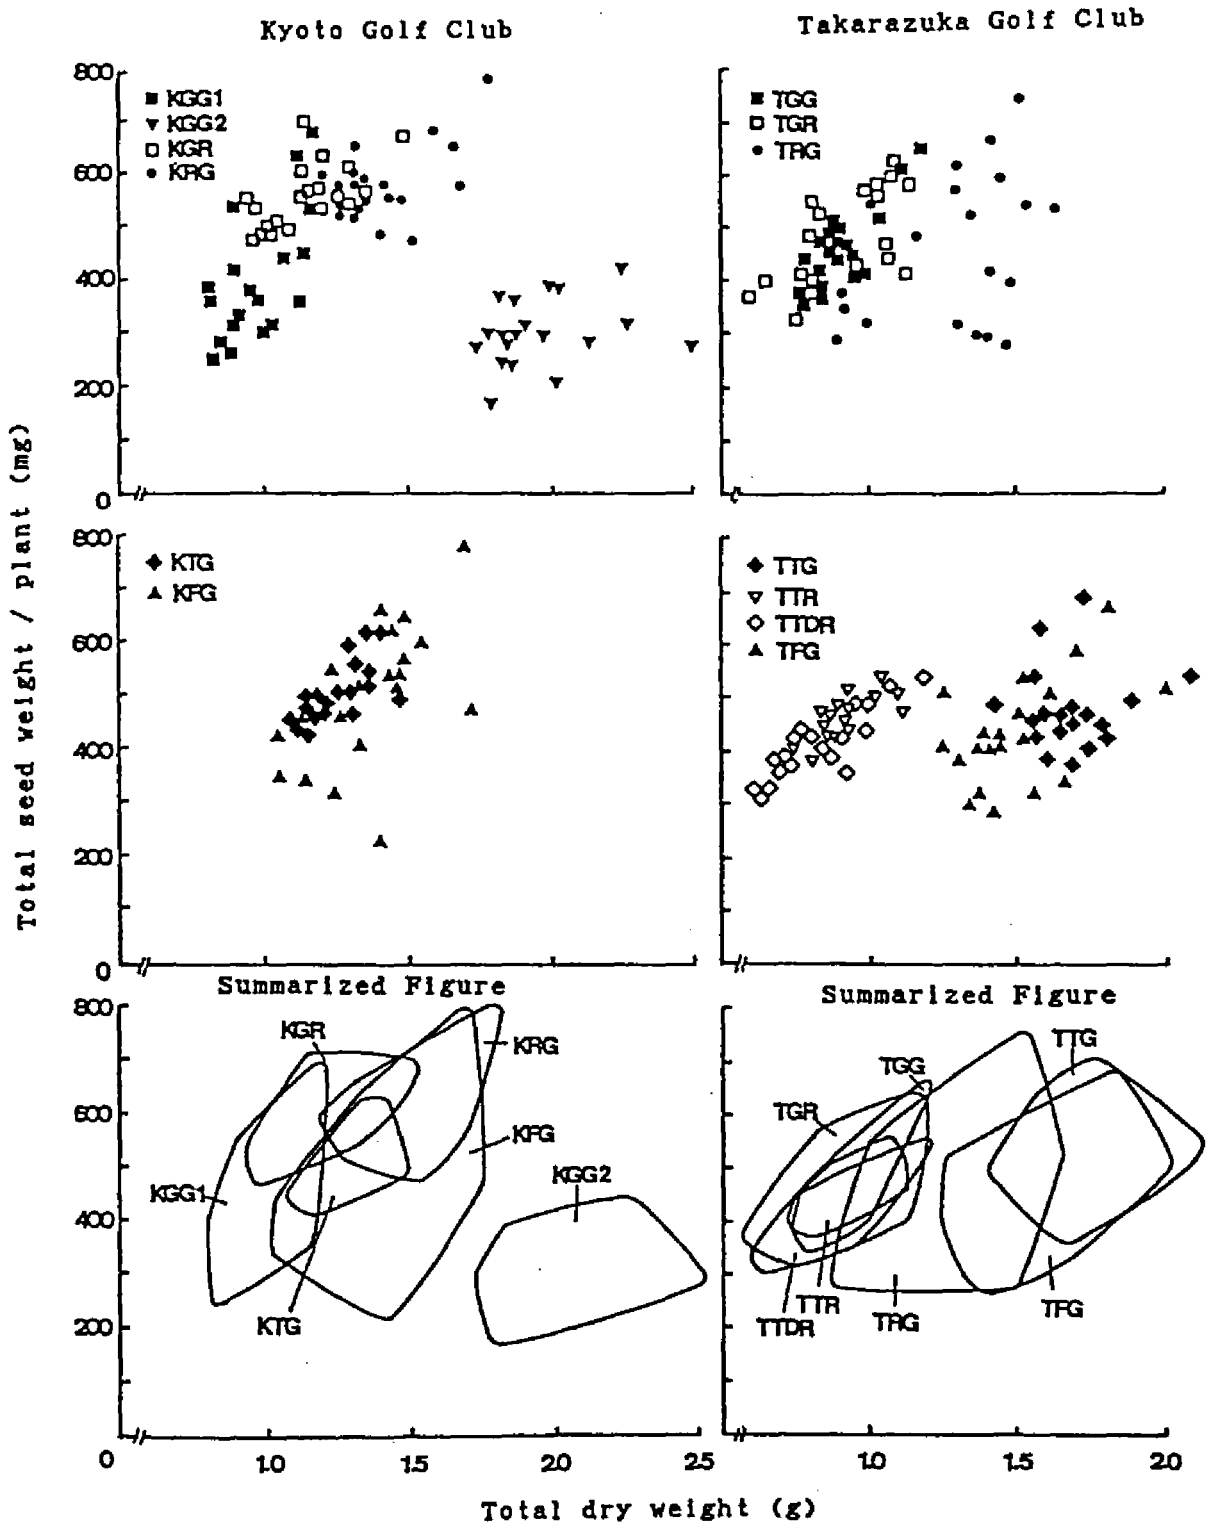 Kyoto Golf Club
Takarazuka Golf Club
800
600
400
200
0
KGG1
KGG2
KGR
KRG
TGG
TGR
TRG
800
600
400
200
0
KTG
KFG
TTG
TTR
TTDR
TFG
Total seed weight / plant (mg)
Summarized Figure
Summarized Figure
800
600
400
200
0
KGR
KRG
KFG
KGG2
KGG1
KTG
TTG
TGG
TGR
TTR
TTDR
TRG
TFG
1.0
1.5
2.0
2.5
1.0
1.5
2.0
Total dry weight (g)